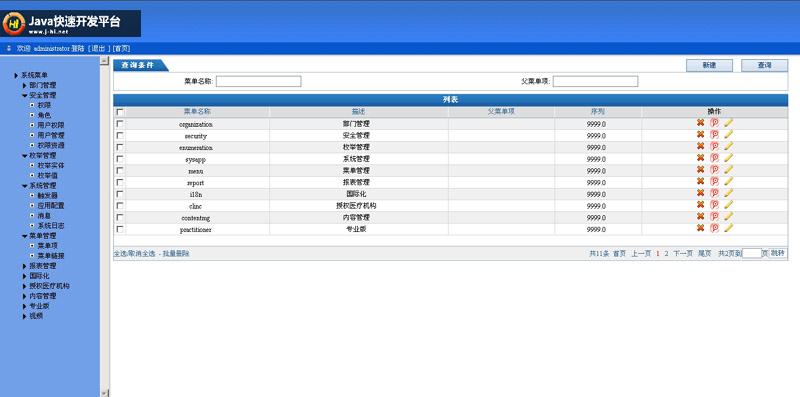 Java快速开发平台
www.j-hi.net
欢迎 administrator 登陆 [退出] [首页]
系统菜单
部门管理
安全管理
权限
角色
用户权限
用户管理
权限资源
枚举管理
枚举实体
枚举值
系统管理
触发器
应用配置
消息
系统日志
菜单管理
菜单项
菜单链接
报表管理
国际化
授权医疗机构
内容管理
专业版
视频
查询条件 新建 查询
菜单名称: 父菜单项:
列表
菜单名称 描述 父菜单项 序列 操作
organization 部门管理 9999.0
security 安全管理 9999.0
enumeration 枚举管理 9999.0
sysapp 系统管理 9999.0
menu 菜单管理 9999.0
report 报表管理 9999.0
i18n 国际化 9999.0
clinc 授权医疗机构 9999.0
contentmg 内容管理 9999.0
practitioner 专业版 9999.0
全选/取消全选 - 批量删除 共11条 首页 上一页 1 2 下一页 尾页 共2页到 页 跳转